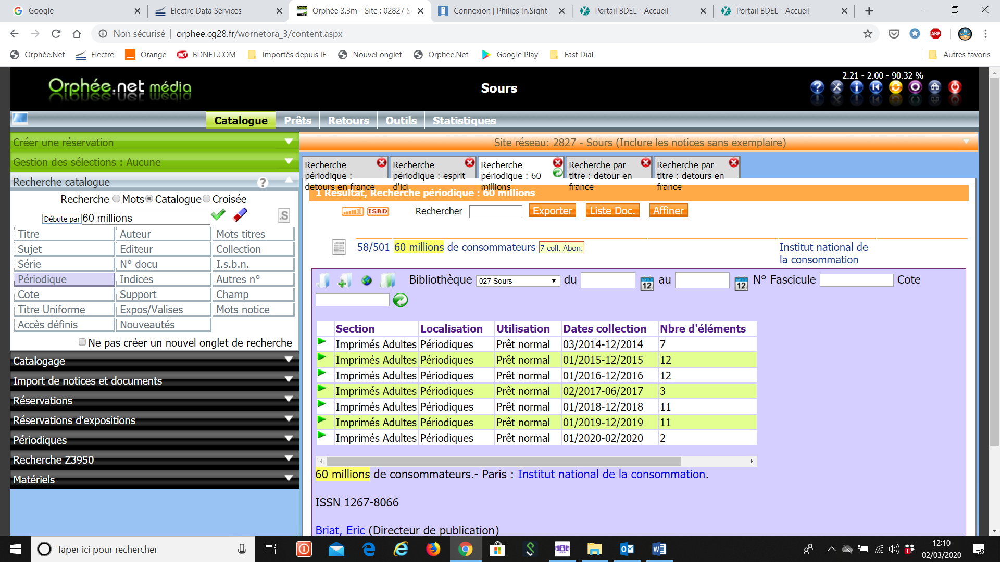 Google
Electre Data Services
Orphée 3.3m - Site : 02827 S
Connexion | Philips In.Sight
Portail BDEL - Accueil
Portail BDEL - Accueil
Non sécurisé | orphee.cg28.fr/wornetora_3/content.aspx
ABP
Orphée.Net
Electre
Orange
BDNET.COM
Importés depuis IE
Nouvel onglet
Orphée.Net
Google Play
Fast Dial
Autres favoris
Orphée.net média
Sours
2.21 - 2.00 - 90.32 %
Catalogue
Prêts
Retours
Outils
Statistiques
Créer une réservation
Gestion des sélections : Aucune
Recherche catalogue
Recherche Mots Catalogue Croisée
Débute par 60 millions
.S
Titre Auteur Mots titres
Sujet Editeur Collection
Série N° docu I.s.b.n.
Périodique Indices Autres n°
Cote Support Champ
Titre Uniforme Expos/Valises Mots notice
Accès définis Nouveautés
Ne pas créer un nouvel onglet de recherche
Catalogage
Import de notices et documents
Réservations
Réservations d'expositions
Périodiques
Recherche Z3950
Matériels
Site réseau: 2827 - Sours (Inclure les notices sans exemplaire)
Recherche périodique : detours en france
Recherche périodique : esprit d'ici
Recherche périodique : 60 millions
Recherche par titre : detour en france
Recherche par titre : detours en france
1 Résultat, Recherche périodique : 60 millions
ISBD
Rechercher
Exporter
Liste Doc.
Affiner
58/501 60 millions de consommateurs 7 coll. Abon.
Institut national de
la consommation
Bibliothèque 027 Sours du 12 au 12 N° Fascicule Cote
Section Localisation Utilisation Dates collection Nbre d'éléments
Imprimés Adultes Périodiques Prêt normal 03/2014-12/2014 7
Imprimés Adultes Périodiques Prêt normal 01/2015-12/2015 12
Imprimés Adultes Périodiques Prêt normal 01/2016-12/2016 12
Imprimés Adultes Périodiques Prêt normal 02/2017-06/2017 3
Imprimés Adultes Périodiques Prêt normal 01/2018-12/2018 11
Imprimés Adultes Périodiques Prêt normal 01/2019-12/2019 11
Imprimés Adultes Périodiques Prêt normal 01/2020-02/2020 2
60 millions de consommateurs.- Paris : Institut national de la consommation.
ISSN 1267-8066
Briat, Eric (Directeur de publication)
Taper ici pour rechercher
12:10
02/03/2020